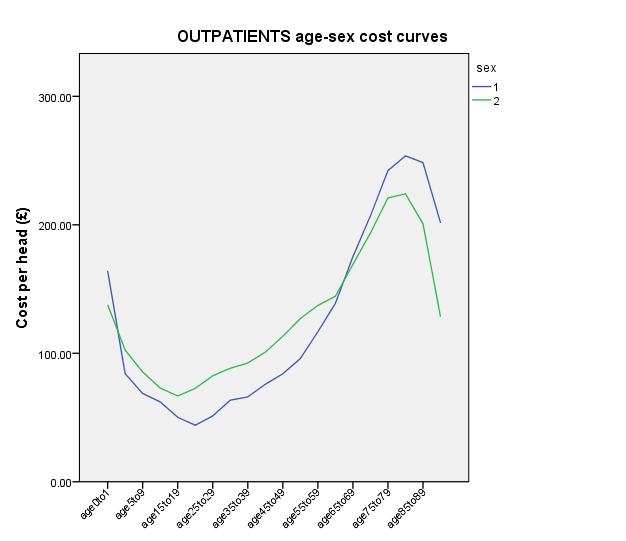 OUTPATIENTS age-sex cost curves
sex
1
2
Cost per head (£)
300.00
200.00
100.00
0.00
age0to1
age5to9
age15to19
age25to29
age35to39
age45to49
age55to59
age65to69
age75to79
age85to89